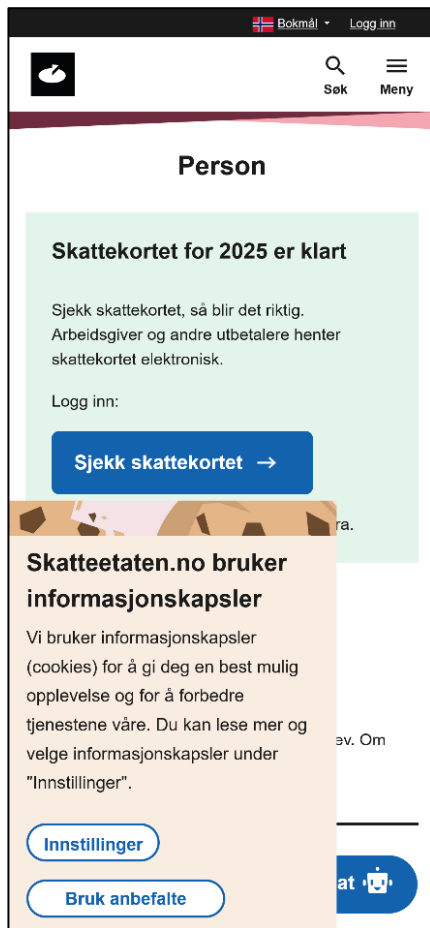 Bokmål Logg inn
Søk Meny
Person
Skattekortet for 2025 er klart
Sjekk skattekortet, så blir det riktig.
Arbeidsgiver og andre utbetalere henter
skattekortet elektronisk.
Logg inn:
Sjekk skattekortet →
ra.
Skatteetaten.no bruker
informasjonskapsler
Vi bruker informasjonskapsler
(cookies) for å gi deg en best mulig
opplevelse og for å forbedre
tjenestene våre. Du kan lese mer og
velge informasjonskapsler under
"Innstillinger".
ev. Om
Innstillinger
Bruk anbefalte
at